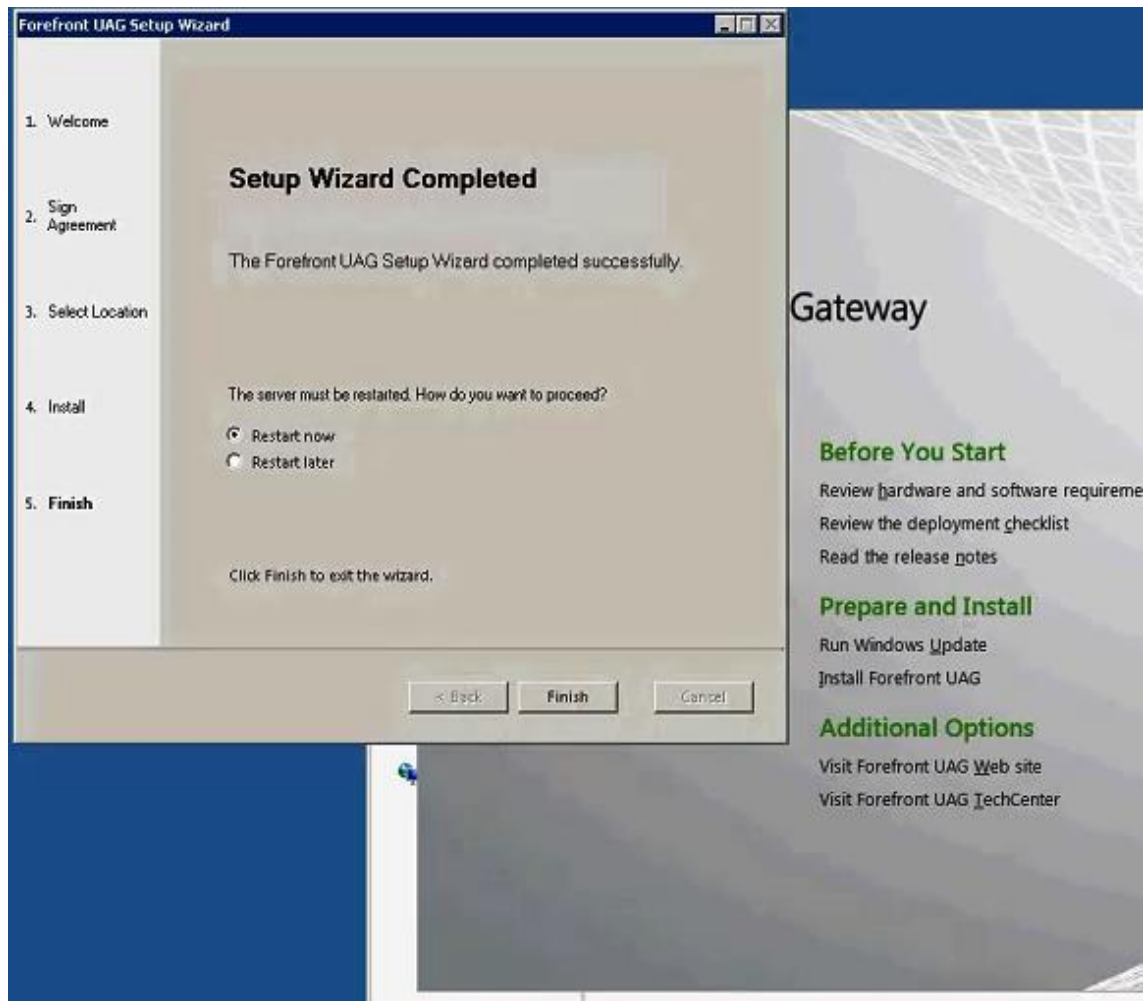 Forefront UAG Setup Wizard
1. Welcome
2. Sign
Agreement
3. Select Location
4. Install
5. Finish
Setup Wizard Completed
The Forefront UAG Setup Wizard completed successfully.
The server must be restarted. How do you want to proceed?
Restart now
Restart later
Click Finish to exit the wizard.
< Back
Finish
Cancel
Gateway
Before You Start
Review hardware and software requireme
Review the deployment checklist
Read the release notes
Prepare and Install
Run Windows Update
Install Forefront UAG
Additional Options
Visit Forefront UAG Web site
Visit Forefront UAG TechCenter